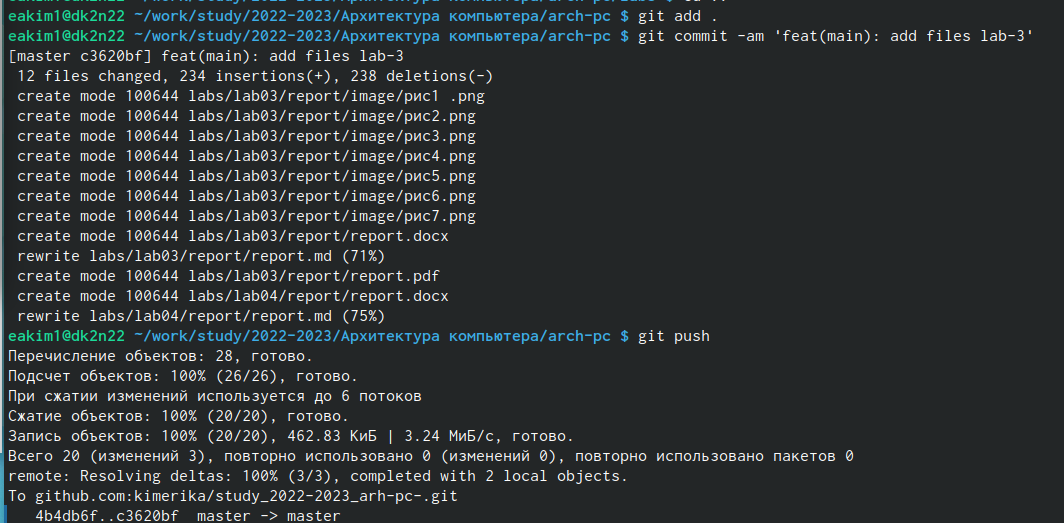 eakim1@dk2n22 ~/work/study/2022-2023/Архитектура компьютера/arch-pc $ git add .
eakim1@dk2n22 ~/work/study/2022-2023/Архитектура компьютера/arch-pc $ git commit -am 'feat(main): add files lab-3'
[master c3620bf] feat(main): add files lab-3
 12 files changed, 234 insertions(+), 238 deletions(-)
 create mode 100644 labs/lab03/report/image/рис1 .png
 create mode 100644 labs/lab03/report/image/рис2.png
 create mode 100644 labs/lab03/report/image/рис3.png
 create mode 100644 labs/lab03/report/image/рис4.png
 create mode 100644 labs/lab03/report/image/рис5.png
 create mode 100644 labs/lab03/report/image/рис6.png
 create mode 100644 labs/lab03/report/image/рис7.png
 create mode 100644 labs/lab03/report/report.docx
 rewrite labs/lab03/report/report.md (71%)
 create mode 100644 labs/lab03/report/report.pdf
 create mode 100644 labs/lab04/report/report.docx
 rewrite labs/lab04/report/report.md (75%)
eakim1@dk2n22 ~/work/study/2022-2023/Архитектура компьютера/arch-pc $ git push
Перечисление объектов: 28, готово.
Подсчет объектов: 100% (26/26), готово.
При сжатии изменений используется до 6 потоков
Сжатие объектов: 100% (20/20), готово.
Запись объектов: 100% (20/20), 462.83 КиБ | 3.24 МиБ/с, готово.
Всего 20 (изменений 3), повторно использовано 0 (изменений 0), повторно использовано пакетов 0
remote: Resolving deltas: 100% (3/3), completed with 2 local objects.
To github.com:kimerika/study_2022-2023_arh-pc-.git
   4b4db6f..c3620bf  master -> master